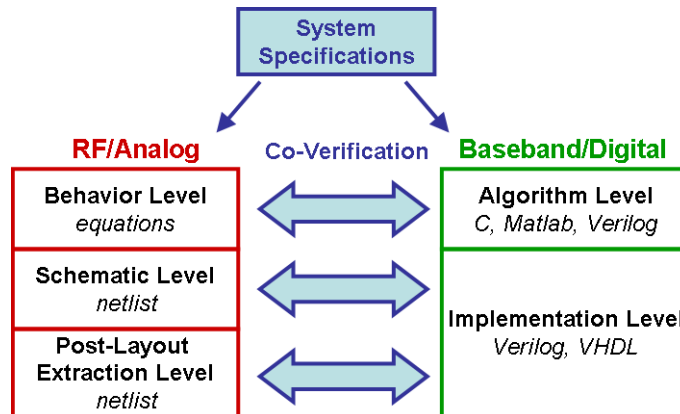 System
Specifications
RF/Analog
Co-Verification
Baseband/Digital
Behavior Level
equations
Algorithm Level
C, Matlab, Verilog
Schematic Level
netlist
Implementation Level
Verilog, VHDL
Post-Layout
Extraction Level
netlist